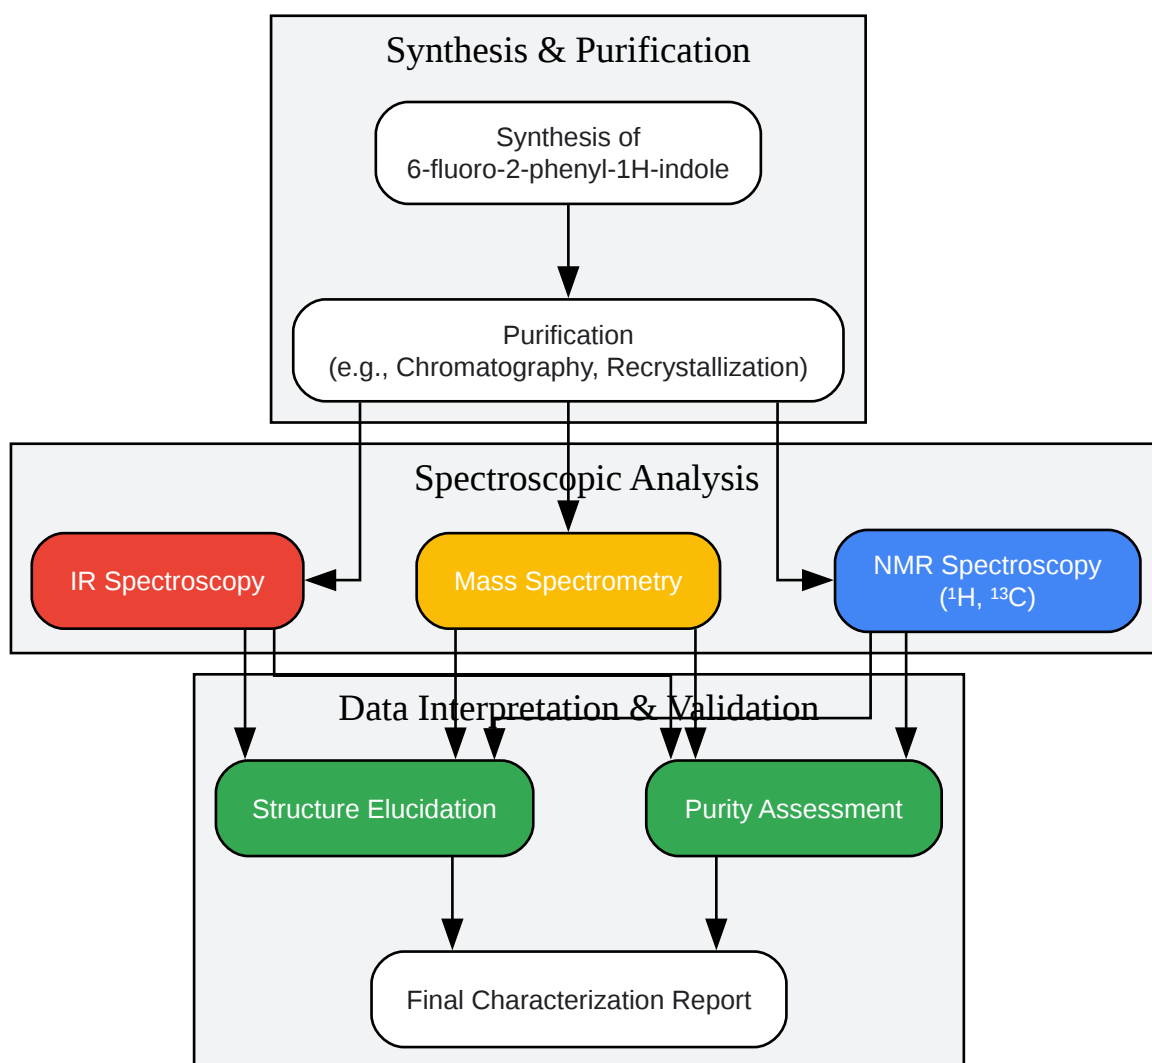 Synthesis & Purification
Synthesis of
6-fluoro-2-phenyl-1H-indole
Purification
(e.g., Chromatography, Recrystallization)
Spectroscopic Analysis
IR Spectroscopy
Mass Spectrometry
NMR Spectroscopy
(¹H, ¹³C)
Data Interpretation & Validation
Structure Elucidation
Purity Assessment
Final Characterization Report